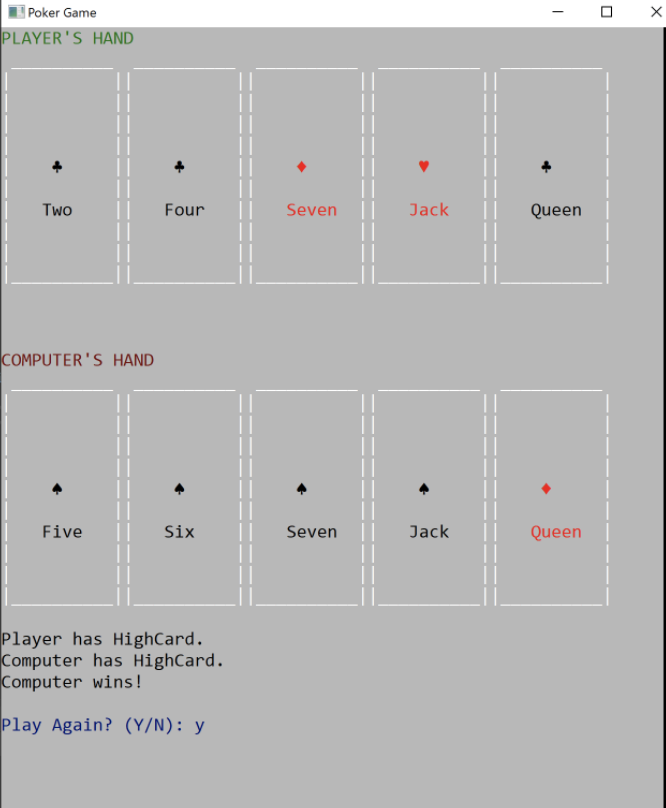 Poker Game
PLAYER'S HAND
♣ ♣ ♦ ♥ ♣
Two Four Seven Jack Queen
COMPUTER'S HAND
♠ ♠ ♠ ♠ ♦
Five Six Seven Jack Queen
Player has HighCard.
Computer has HighCard.
Computer wins!
Play Again? (Y/N): y